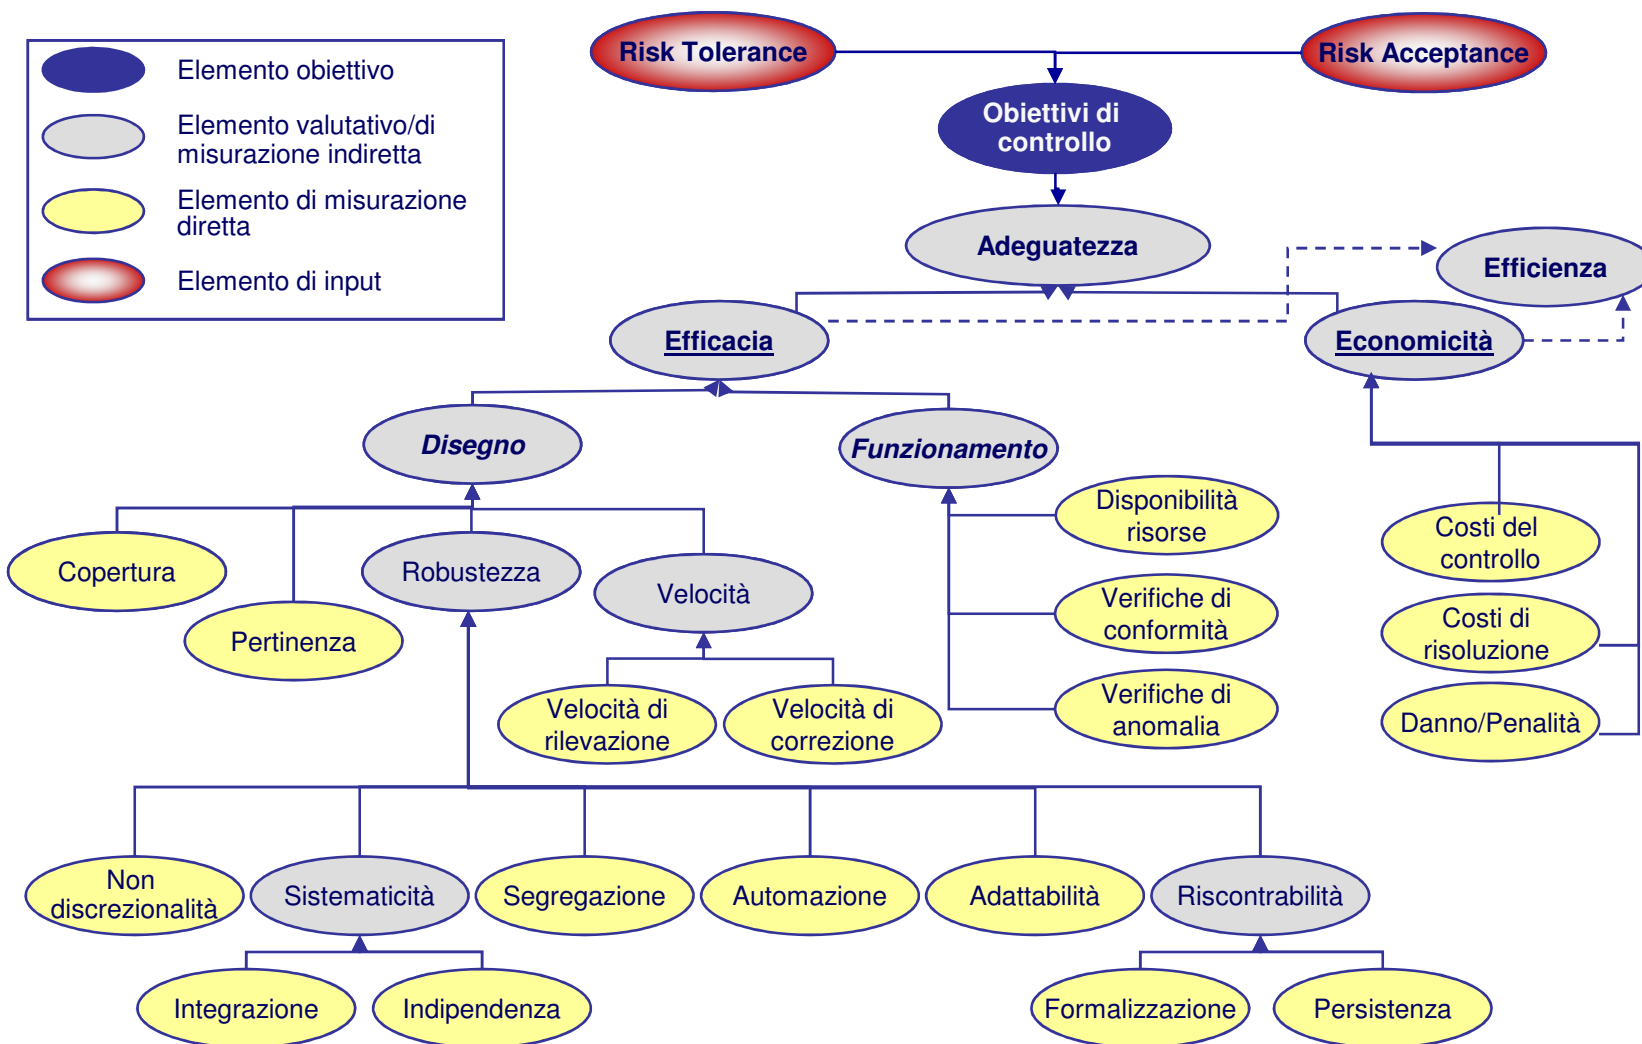 Elemento obiettivo
Elemento valutativo/di
misurazione indiretta
Elemento di misurazione
diretta
Elemento di input
Risk Tolerance
Risk Acceptance
Obiettivi di
controllo
Adeguatezza
Efficienza
Efficacia
Economicità
Disegno
Funzionamento
Copertura
Pertinenza
Robustezza
Velocità
Velocità di
rilevazione
Velocità di
correzione
Disponibilità
risorse
Verifiche di
conformità
Verifiche di
anomalia
Costi del
controllo
Costi di
risoluzione
Danno/Penalità
Non
discrezionalità
Sistematicità
Segregazione
Automazione
Adattabilità
Riscontrabilità
Integrazione
Indipendenza
Formalizzazione
Persistenza